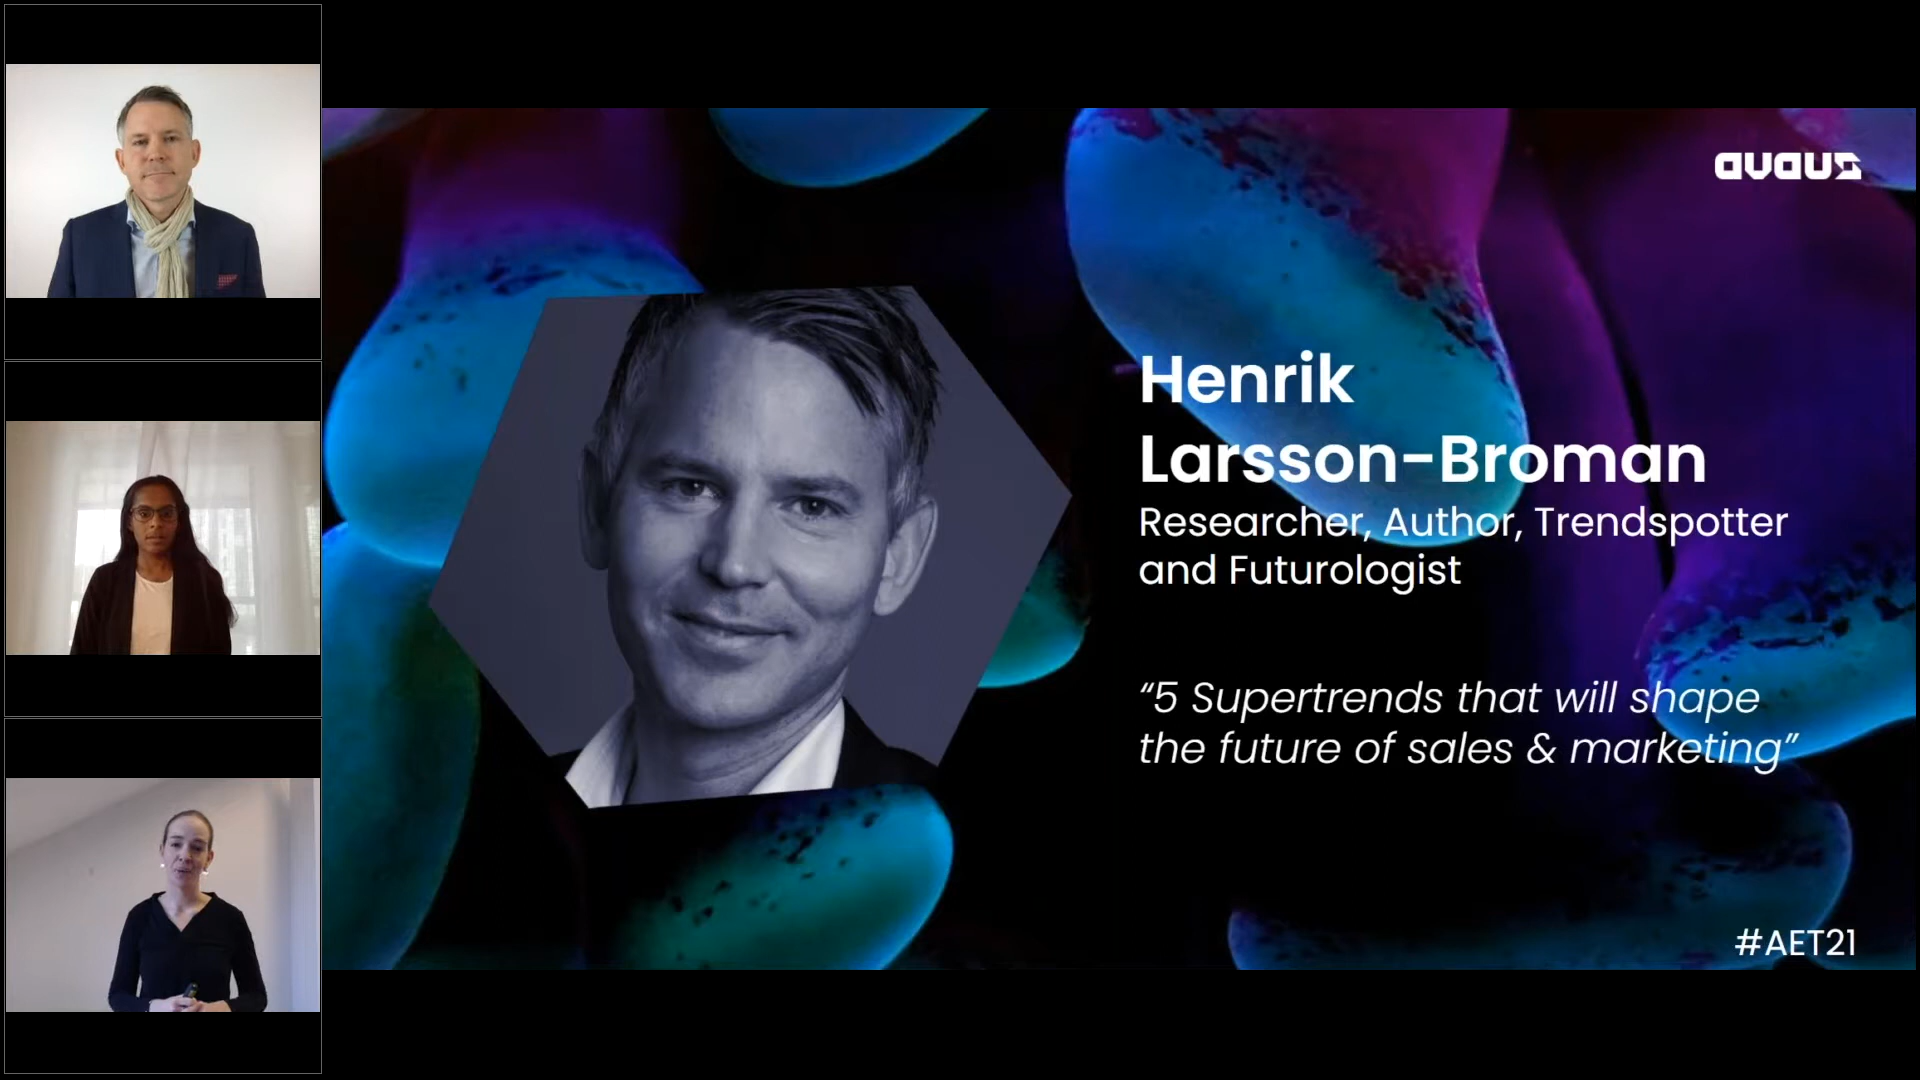 avaus
Henrik
Larsson-Broman
Researcher, Author, Trendspotter
and Futurologist
“5 Supertrends that will shape
the future of sales & marketing”
#AET21